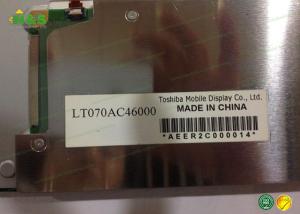 H&S
LT070AC46000
Toshiba Mobile Display Co., Ltd.
MADE IN CHINA
*AEER2C000014*